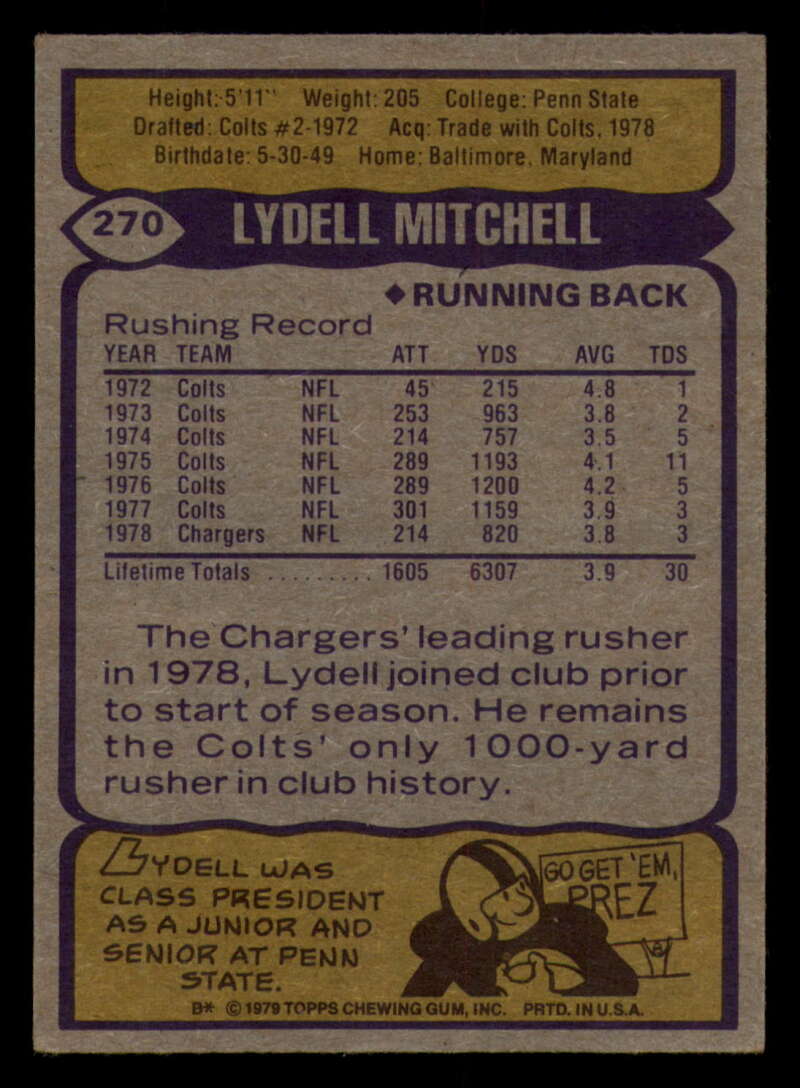 Height: 5'11" Weight: 205 College: Penn State
Drafted: Colts #2-1972 Acq: Trade with Colts, 1978
Birthdate: 5-30-49 Home: Baltimore, Maryland
270 LYDELL MITCHELL
◆RUNNING BACK
Rushing Record
YEAR TEAM ATT YDS AVG TDS
1972 Colts NFL 45 215 4.8 1
1973 Colts NFL 253 963 3.8 2
1974 Colts NFL 214 757 3.5 5
1975 Colts NFL 289 1193 4.1 11
1976 Colts NFL 289 1200 4.2 5
1977 Colts NFL 301 1159 3.9 3
1978 Chargers NFL 214 820 3.8 3
Lifetime Totals .......... 1605 6307 3.9 30
The Chargers' leading rusher
in 1978, Lydell joined club prior
to start of season. He remains
the Colts' only 1000-yard
rusher in club history.
LYDELL WAS
CLASS PRESIDENT
AS A JUNIOR AND
SENIOR AT PENN
STATE.
GO GET 'EM,
PREZ
B* © 1979 TOPPS CHEWING GUM, INC. PRTD. IN U.S.A.